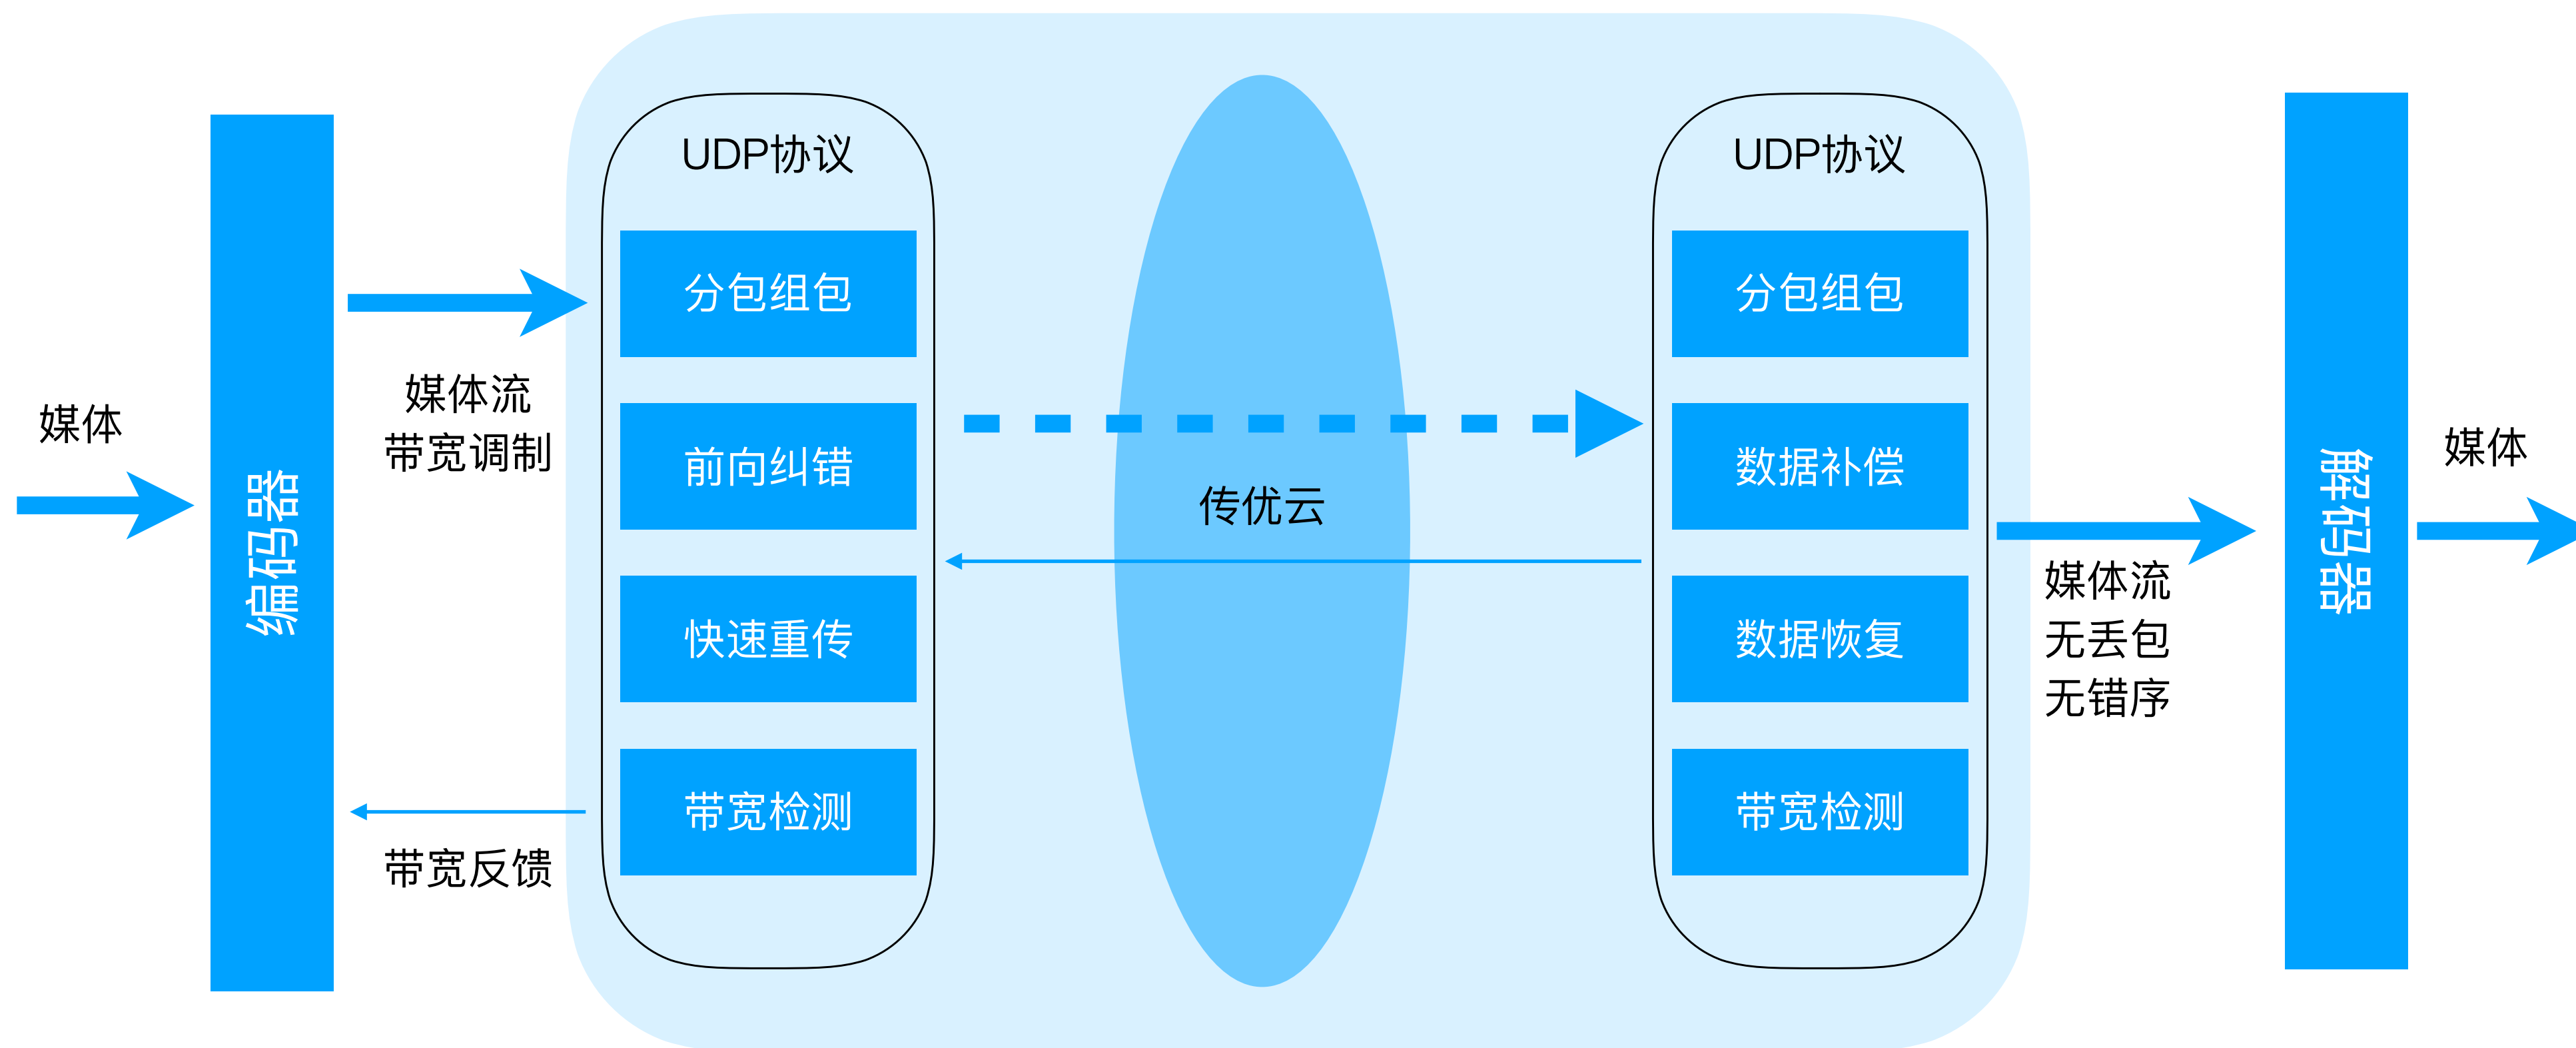 媒体
编码器
媒体流
带宽调制
带宽反馈
UDP协议
分包组包
前向纠错
快速重传
带宽检测
传优云
UDP协议
分包组包
数据补偿
数据恢复
带宽检测
媒体流
无丢包
无错序
解码器
媒体